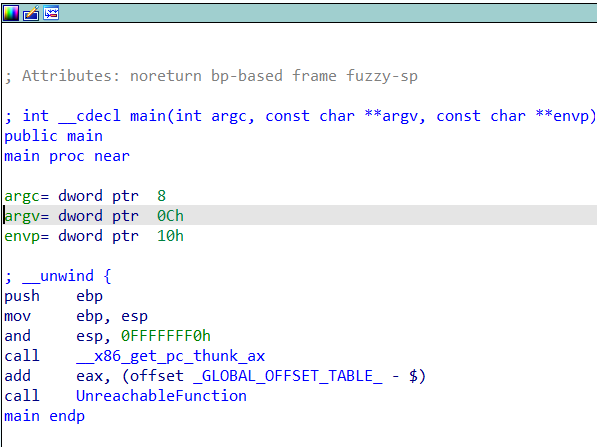 ; Attributes: noreturn bp-based frame fuzzy-sp
; int __cdecl main(int argc, const char **argv, const char **envp)
public main
main proc near
argc= dword ptr  8
argv= dword ptr  0Ch
envp= dword ptr  10h
; __unwind {
push    ebp
mov     ebp, esp
and     esp, 0FFFFFFF0h
call    __x86_get_pc_thunk_ax
add     eax, (offset _GLOBAL_OFFSET_TABLE_ - $)
call    UnreachableFunction
main endp